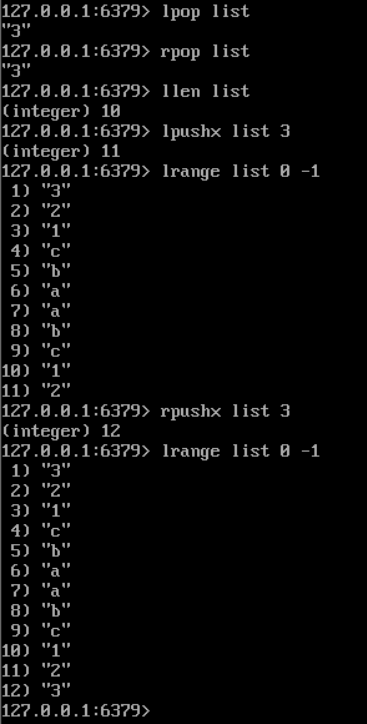 127.0.0.1:6379> lpop list
"3"
127.0.0.1:6379> rpop list
"3"
127.0.0.1:6379> llen list
(integer) 10
127.0.0.1:6379> lpushx list 3
(integer) 11
127.0.0.1:6379> lrange list 0 -1
 1) "3"
 2) "2"
 3) "1"
 4) "c"
 5) "b"
 6) "a"
 7) "a"
 8) "b"
 9) "c"
10) "1"
11) "2"
127.0.0.1:6379> rpushx list 3
(integer) 12
127.0.0.1:6379> lrange list 0 -1
 1) "3"
 2) "2"
 3) "1"
 4) "c"
 5) "b"
 6) "a"
 7) "a"
 8) "b"
 9) "c"
10) "1"
11) "2"
12) "3"
127.0.0.1:6379>